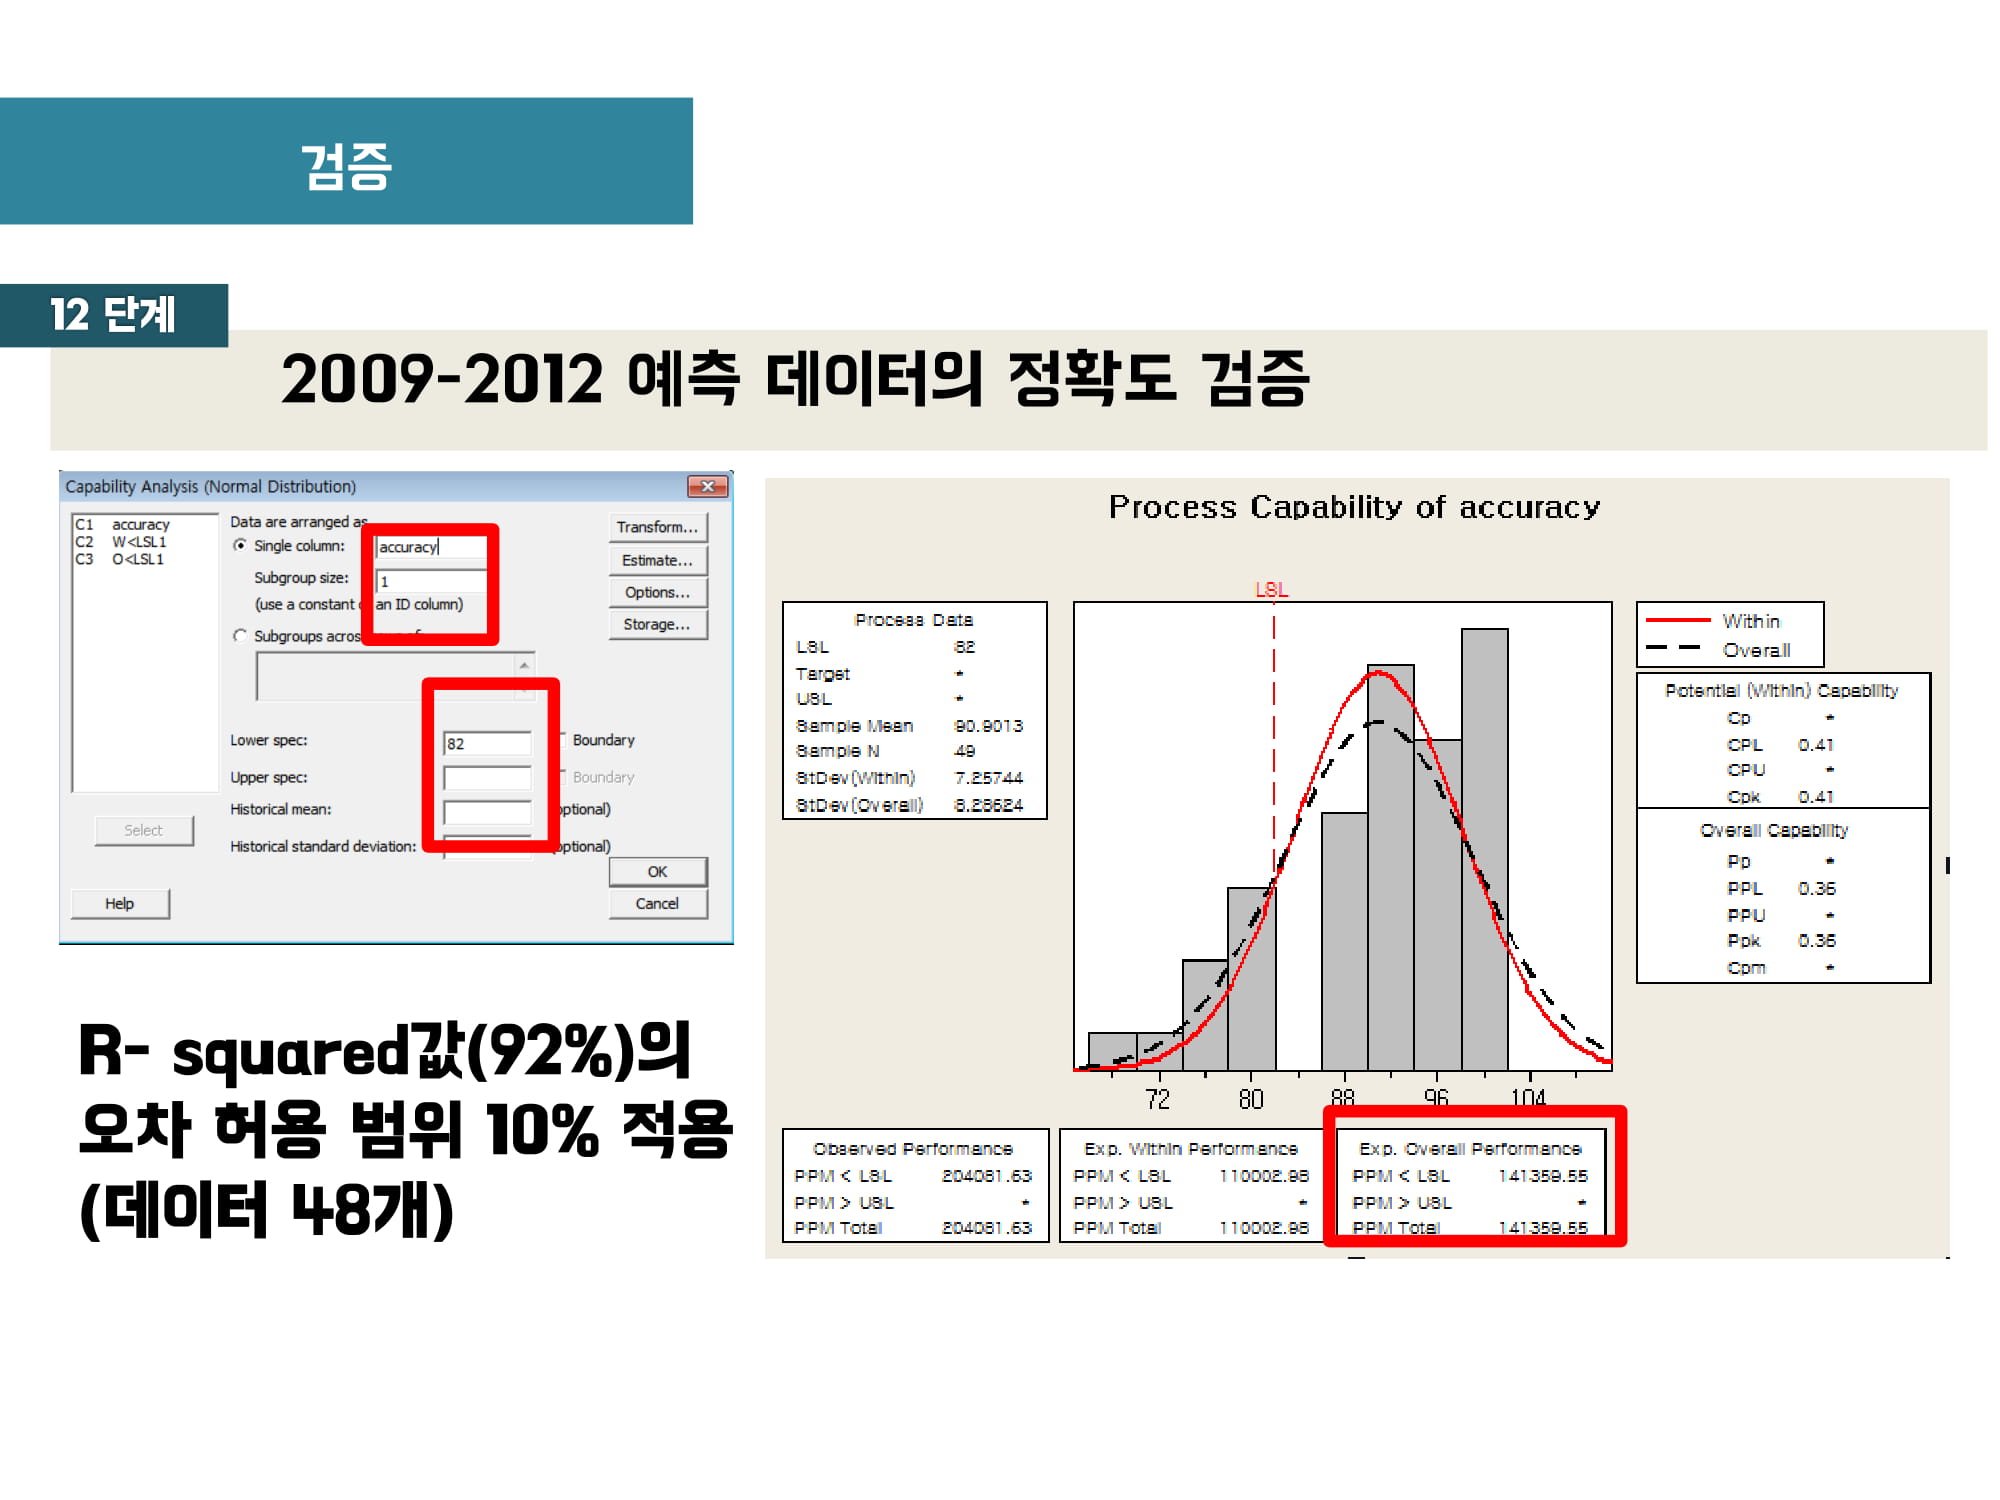 검증
12 단계
2009-2012 예측 데이터의 정확도 검증
Capability Analysis (Normal Distribution)
C1 accuracy
C2 W<LSL1
C3 O<LSL1
Data are arranged as
Single column: accuracy
Subgroup size: 1
(use a constant an ID column)
Subgroups acros
Lower spec: 82 Boundary
Upper spec: Boundary
Historical mean: ptional)
Historical standard deviation: ptional)
Transform...
Estimate...
Options...
Storage...
Select
Help
OK
Cancel
R- squared값(92%)의
오차 허용 범위 10% 적용
(데이터 48개)
Process Capability of accuracy
LSL
Process Data
LSL 82
Target *
USL *
Sample Mean 90.9013
Sample N 49
StDev(Within) 7.25744
StDev(Overall) 8.28624
Within
Overall
Potential (Within) Capability
Cp *
CPL 0.41
CPU *
Cpk 0.41
Overall Capability
Pp *
PPL 0.36
PPU *
Ppk 0.36
Cpm *
72 80 88 96 104
Observed Performance
PPM < LSL 204081.63
PPM > USL *
PPM Total 204081.63
Exp. Within Performance
PPM < LSL 110002.98
PPM > USL *
PPM Total 110002.98
Exp. Overall Performance
PPM < LSL 141359.55
PPM > USL *
PPM Total 141359.55